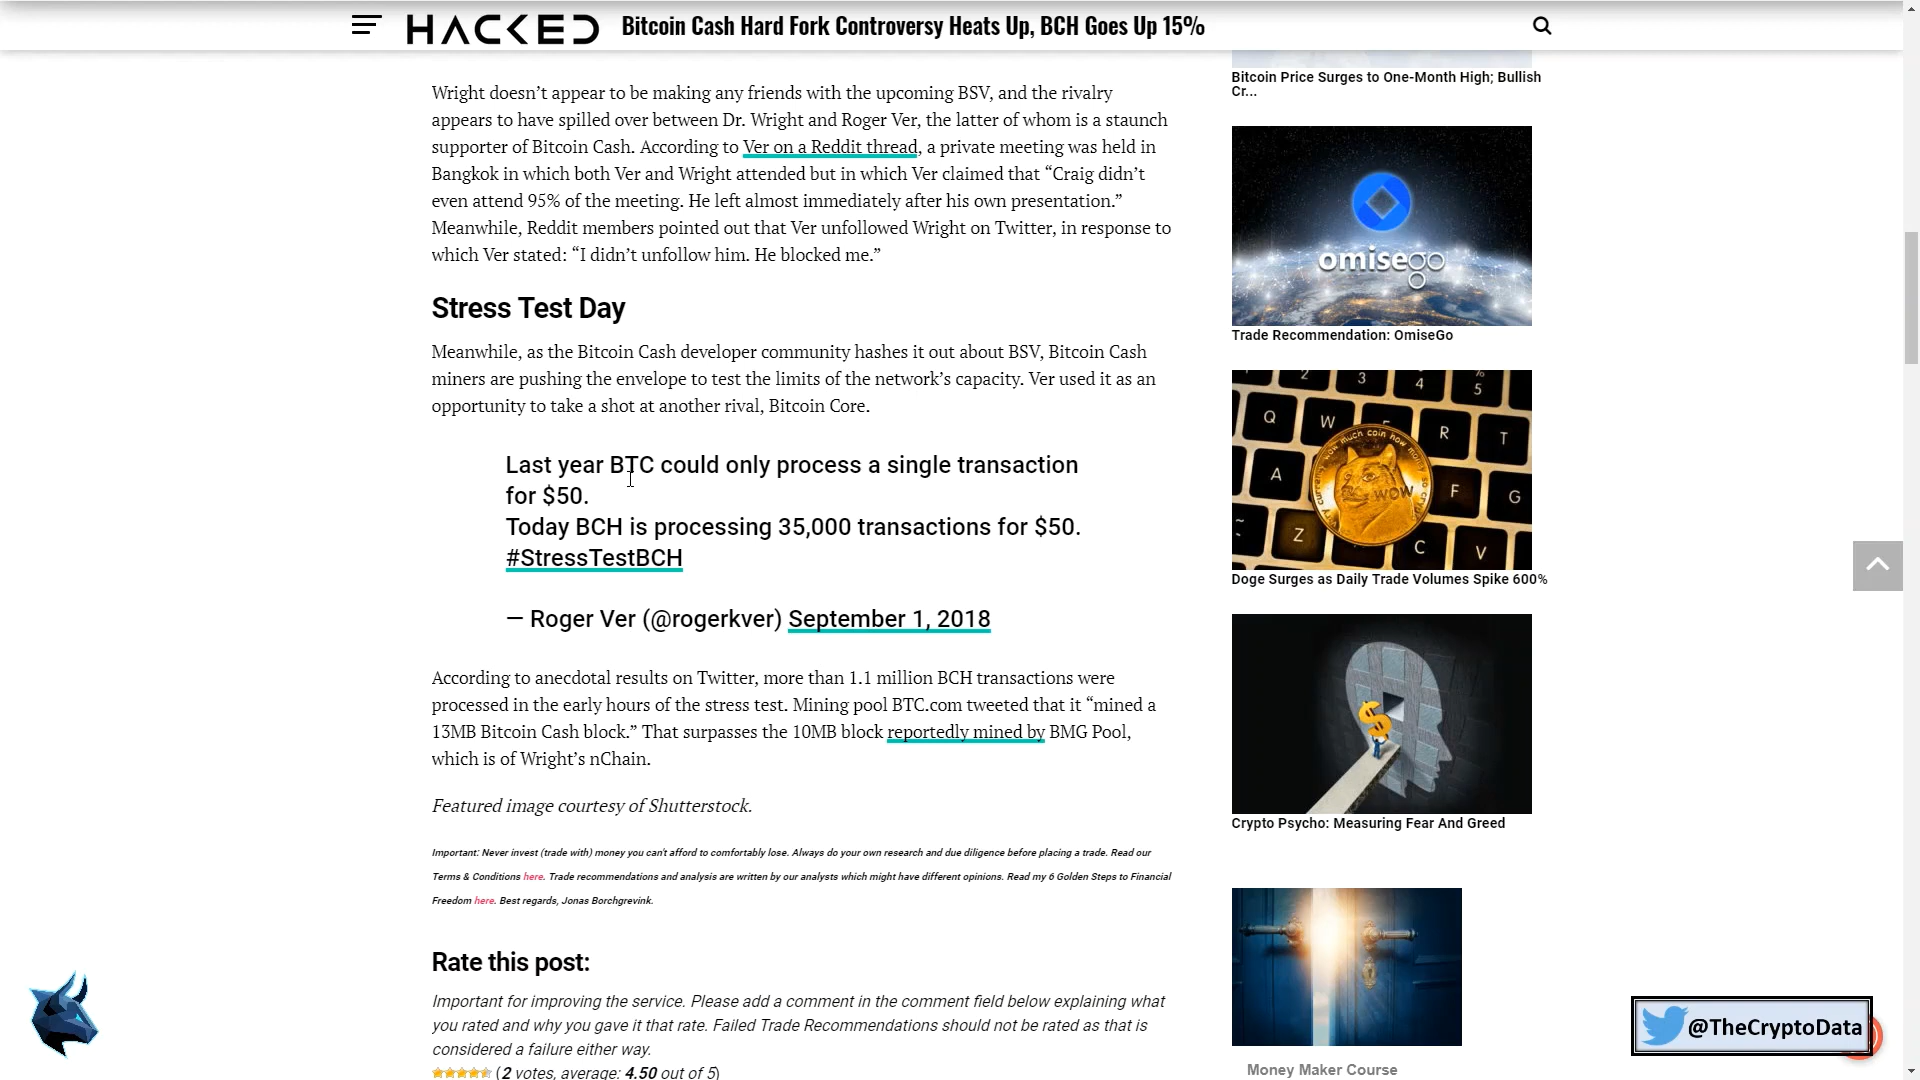 HACKED
Bitcoin Cash Hard Fork Controversy Heats Up, BCH Goes Up 15%
Wright doesn’t appear to be making any friends with the upcoming BSV, and the rivalry
appears to have spilled over between Dr. Wright and Roger Ver, the latter of whom is a staunch
supporter of Bitcoin Cash. According to Ver on a Reddit thread, a private meeting was held in
Bangkok in which both Ver and Wright attended but in which Ver claimed that “Craig didn’t
even attend 95% of the meeting. He left almost immediately after his own presentation.”
Meanwhile, Reddit members pointed out that Ver unfollowed Wright on Twitter, in response to
which Ver stated: “I didn’t unfollow him. He blocked me.”
Stress Test Day
Meanwhile, as the Bitcoin Cash developer community hashes it out about BSV, Bitcoin Cash
miners are pushing the envelope to test the limits of the network’s capacity. Ver used it as an
opportunity to take a shot at another rival, Bitcoin Core.
Last year BTC could only process a single transaction
for $50.
Today BCH is processing 35,000 transactions for $50.
#StressTestBCH
— Roger Ver (@rogerkver) September 1, 2018
According to anecdotal results on Twitter, more than 1.1 million BCH transactions were
processed in the early hours of the stress test. Mining pool BTC.com tweeted that it “mined a
13MB Bitcoin Cash block.” That surpasses the 10MB block reportedly mined by BMG Pool,
which is of Wright’s nChain.
Featured image courtesy of Shutterstock.
Important: Never invest (trade with) money you can't afford to comfortably lose. Always do your own research and due diligence before placing a trade. Read our
Terms & Conditions here. Trade recommendations and analysis are written by our analysts which might have different opinions. Read my 6 Golden Steps to Financial
Freedom here. Best regards, Jonas Borchgrevink.
Rate this post:
Important for improving the service. Please add a comment in the comment field below explaining what
you rated and why you gave it that rate. Failed Trade Recommendations should not be rated as that is
considered a failure either way.
(2 votes, average: 4.50 out of 5)
Bitcoin Price Surges to One-Month High; Bullish
Cr...
omisego
Trade Recommendation: OmiseGo
2 3 4 % 5
Q W R T
A F G
~ Z C V
much coin how
WOW
Doge Surges as Daily Trade Volumes Spike 600%
$
Crypto Psycho: Measuring Fear And Greed
Money Maker Course
@TheCryptoData